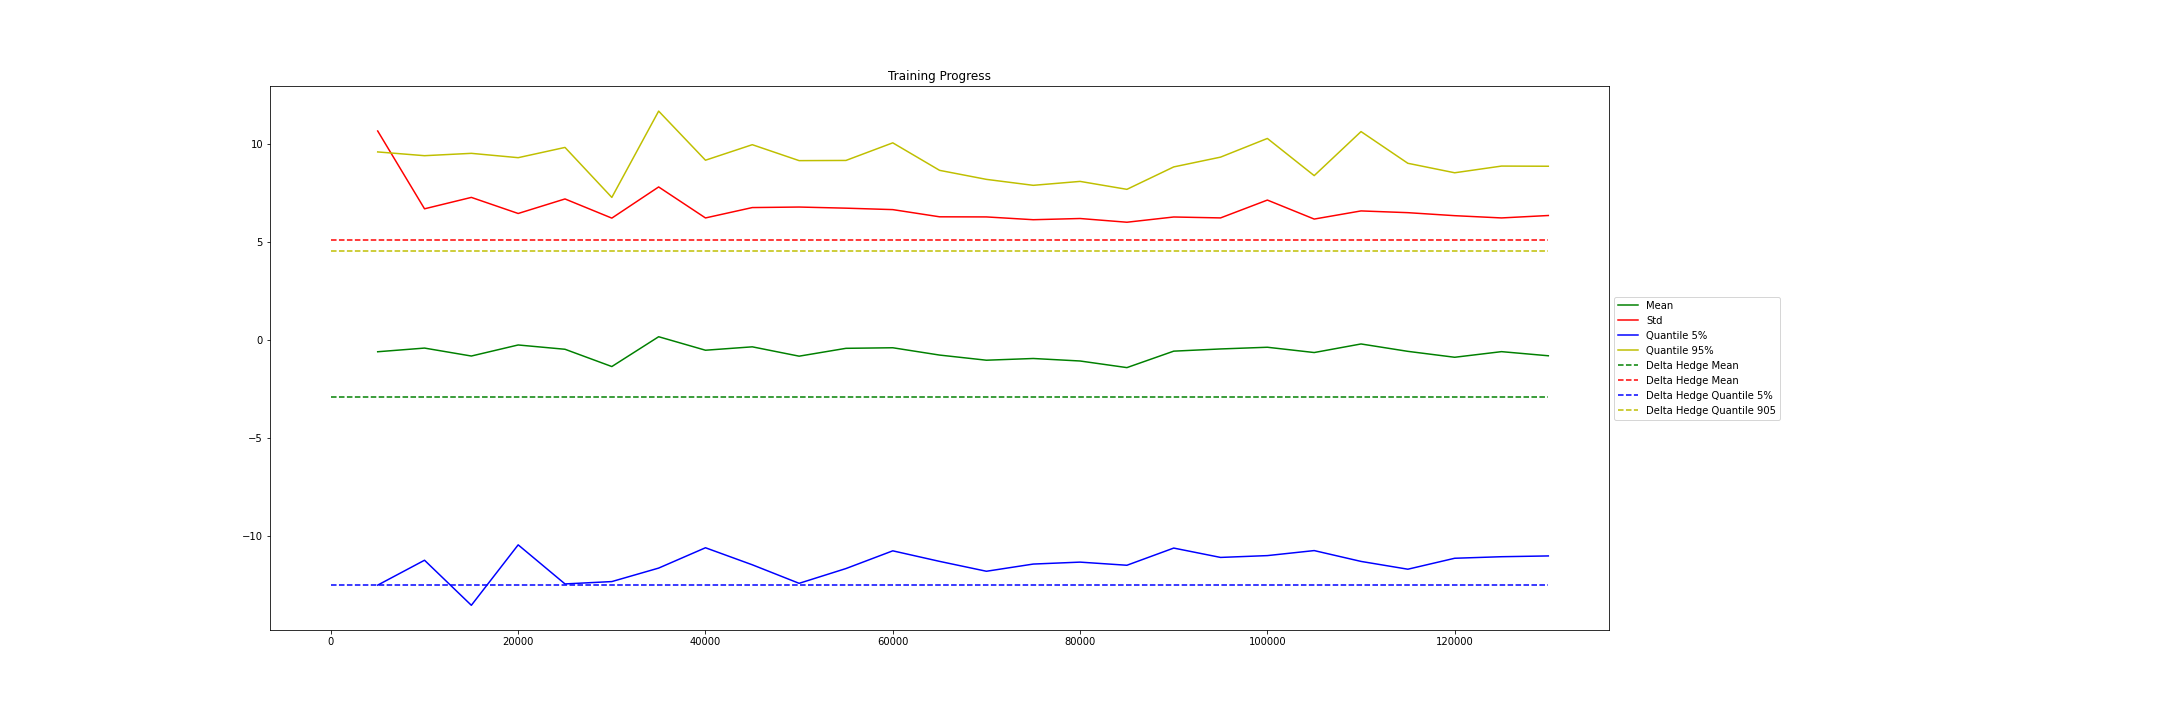 Training Progress
10
5
0
−5
−10
0
20000
40000
60000
80000
100000
120000
Mean
Std
Quantile 5%
Quantile 95%
Delta Hedge Mean
Delta Hedge Mean
Delta Hedge Quantile 5%
Delta Hedge Quantile 905